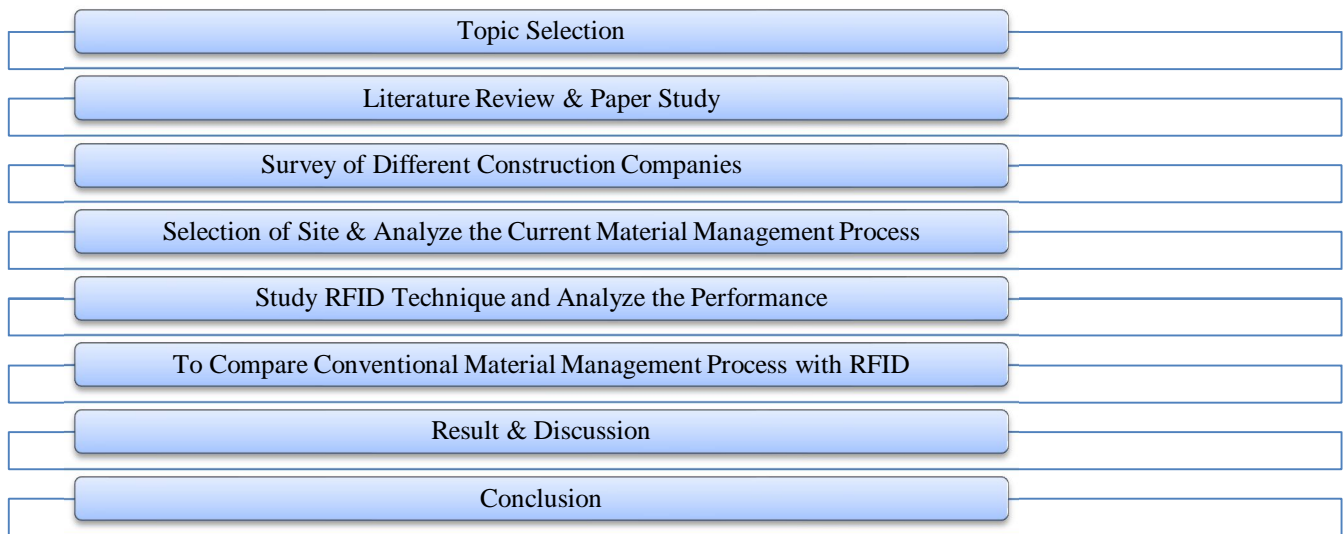 Topic Selection
Literature Review & Paper Study
Survey of Different Construction Companies
Selection of Site & Analyze the Current Material Management Process
Study RFID Technique and Analyze the Performance
To Compare Conventional Material Management Process with RFID
Result & Discussion
Conclusion